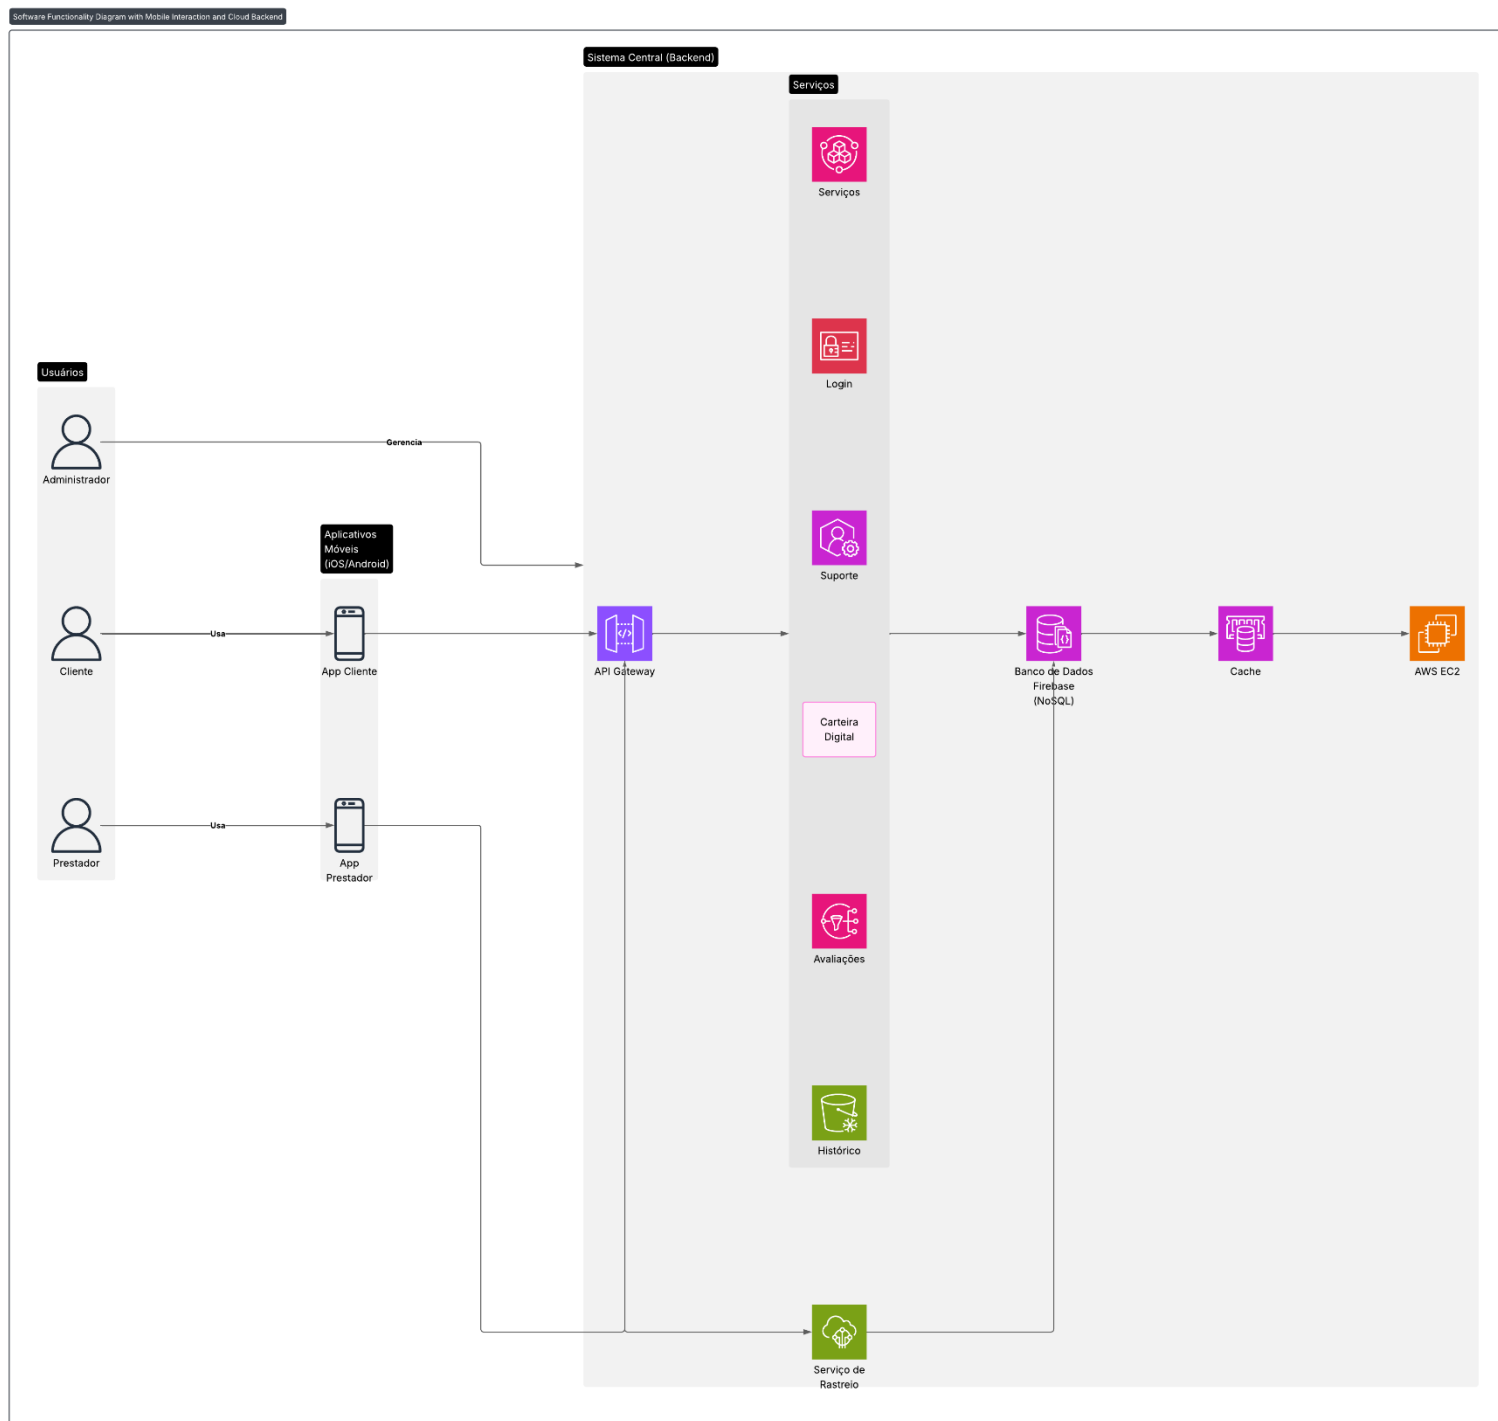 Software Functionality Diagram with Mobile Interaction and Cloud Backend
Sistema Central (Backend)
Serviços
Serviços
Login
Usuários
Gerencia
Administrador
Aplicativos
Móveis
(iOS/Android)
Suporte
Usa
Cliente
App Cliente
API Gateway
Banco de Dados
Firebase
(NoSQL)
Cache
AWS EC2
Carteira
Digital
Usa
Prestador
App
Prestador
Avaliações
Histórico
Serviço de
Rastreio